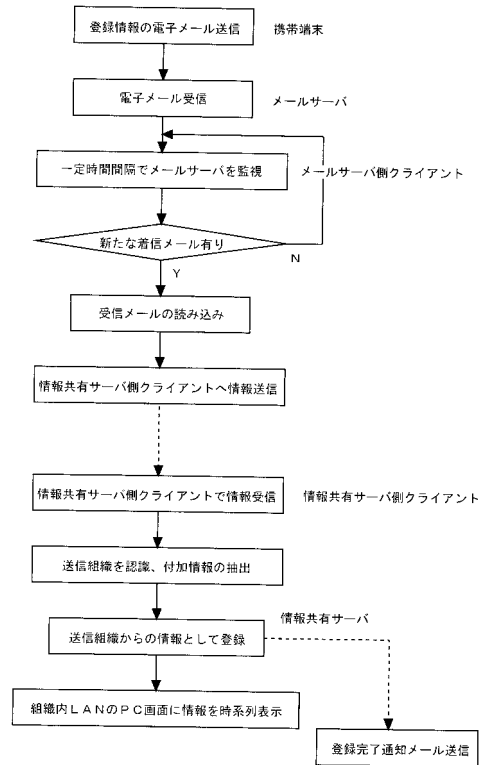 登録情報の電子メール送信
携帯端末
電子メール受信
メールサーバ
一定時間間隔でメールサーバを監視
メールサーバ側クライアント
新たな着信メール有り
N
Y
受信メールの読み込み
情報共有サーバ側クライアントへ情報送信
情報共有サーバ側クライアントで情報受信
情報共有サーバ側クライアント
送信組織を認識、付加情報の抽出
情報共有サーバ
送信組織からの情報として登録
組織内LANのPC画面に情報を時系列表示
登録完了通知メール送信